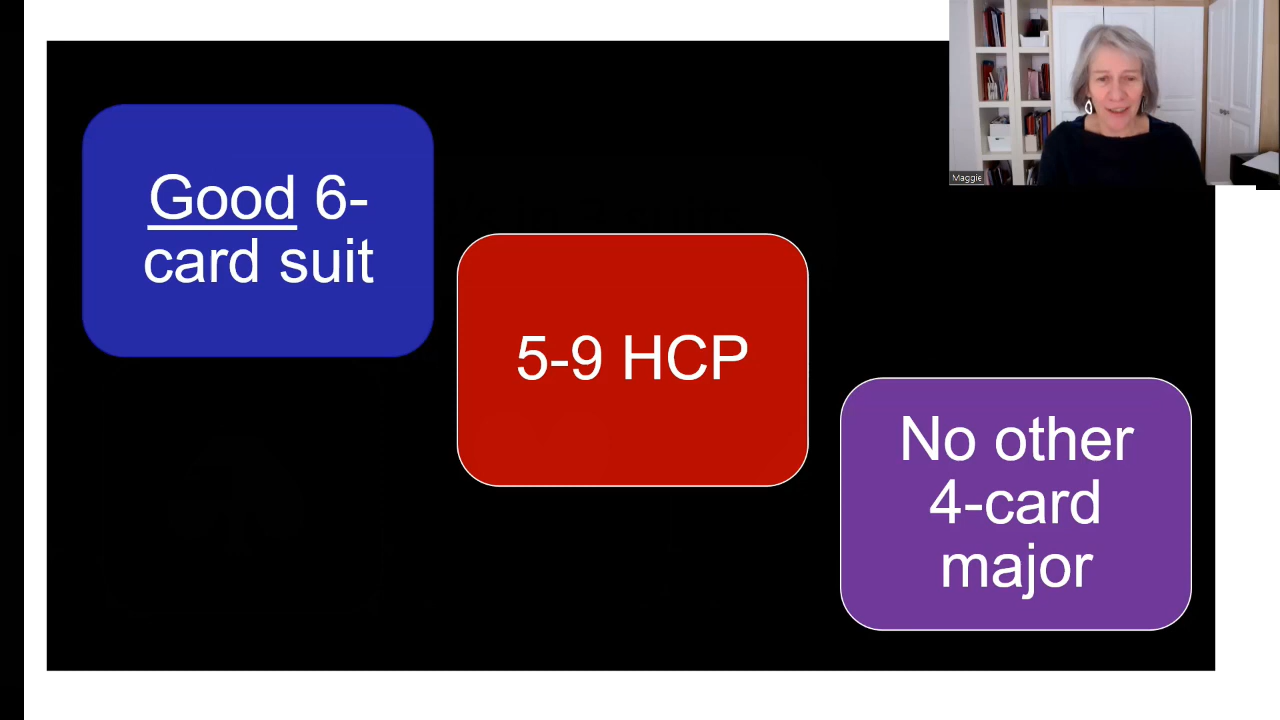 Good 6-
card suit
5-9 HCP
No other
4-card
major
Maggie